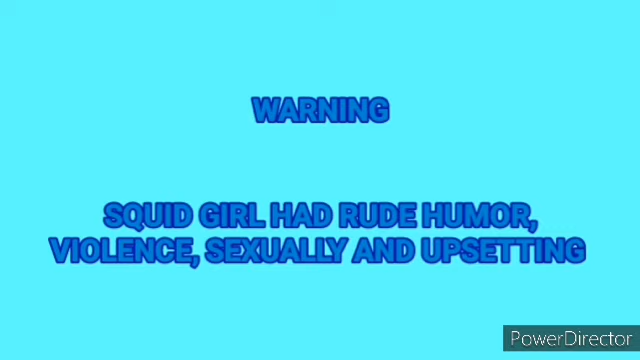 WARNING
SQUID GIRL HAD RUDE HUMOR,
VIOLENCE, SEXUALLY AND UPSETTING
PowerDirector